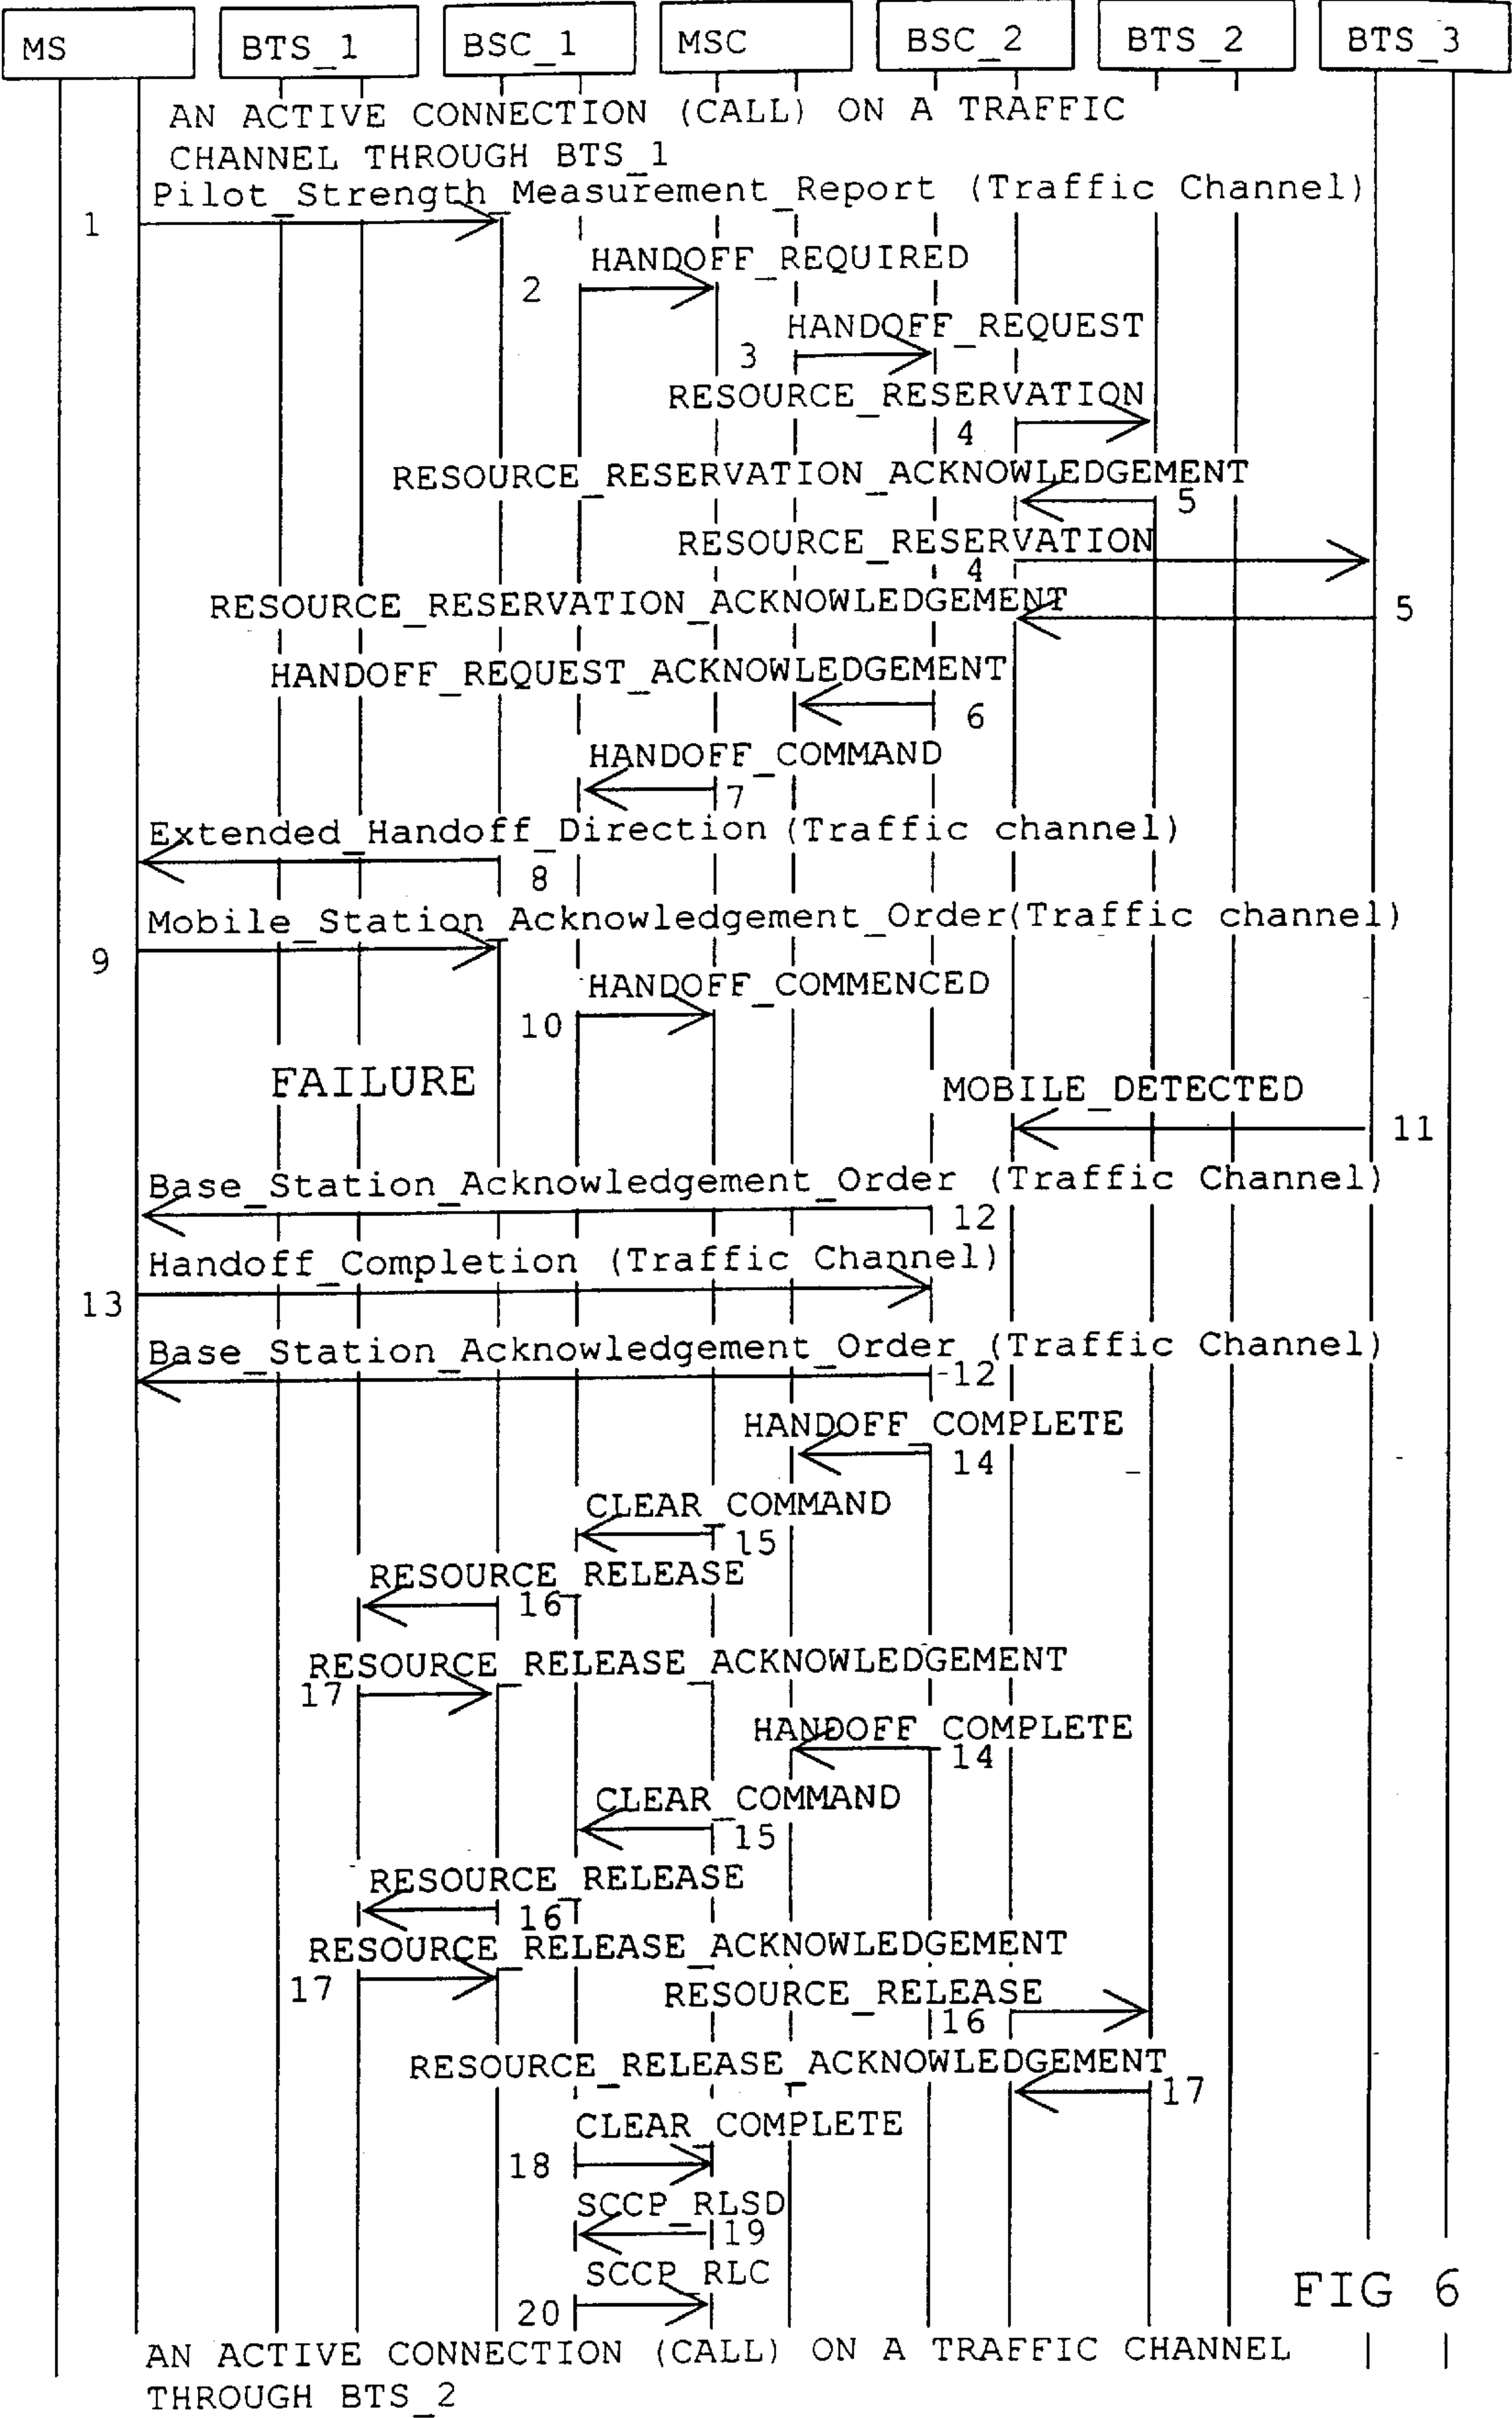 MS BTS_1 BSC_1 MSC BSC_2 BTS_2 BTS_3
AN ACTIVE CONNECTION (CALL) ON A TRAFFIC
CHANNEL THROUGH BTS_1
Pilot_Strength_Measurement_Report (Traffic Channel)
1
HANDOFF_REQUIRED
2
HANDOFF_REQUEST
3
RESOURCE_RESERVATION
4
RESOURCE_RESERVATION_ACKNOWLEDGEMENT
5
RESOURCE_RESERVATION
4
RESOURCE_RESERVATION_ACKNOWLEDGEMENT
5
HANDOFF_REQUEST_ACKNOWLEDGEMENT
6
HANDOFF_COMMAND
7
Extended_Handoff_Direction (Traffic channel)
8
Mobile_Station_Acknowledgement_Order(Traffic channel)
9
HANDOFF_COMMENCED
10
FAILURE
MOBILE_DETECTED
11
Base_Station_Acknowledgement_Order (Traffic Channel)
12
Handoff_Completion (Traffic Channel)
13
Base_Station_Acknowledgement_Order (Traffic Channel)
12
HANDOFF_COMPLETE
14
CLEAR_COMMAND
15
RESOURCE_RELEASE
16
RESOURCE_RELEASE_ACKNOWLEDGEMENT
17
HANDOFF_COMPLETE
14
CLEAR_COMMAND
15
RESOURCE_RELEASE
16
RESOURCE_RELEASE_ACKNOWLEDGEMENT
17
RESOURCE_RELEASE
16
RESOURCE_RELEASE_ACKNOWLEDGEMENT
17
CLEAR_COMPLETE
18
SCCP_RLSD
19
SCCP_RLC
20
FIG 6
AN ACTIVE CONNECTION (CALL) ON A TRAFFIC CHANNEL
THROUGH BTS_2